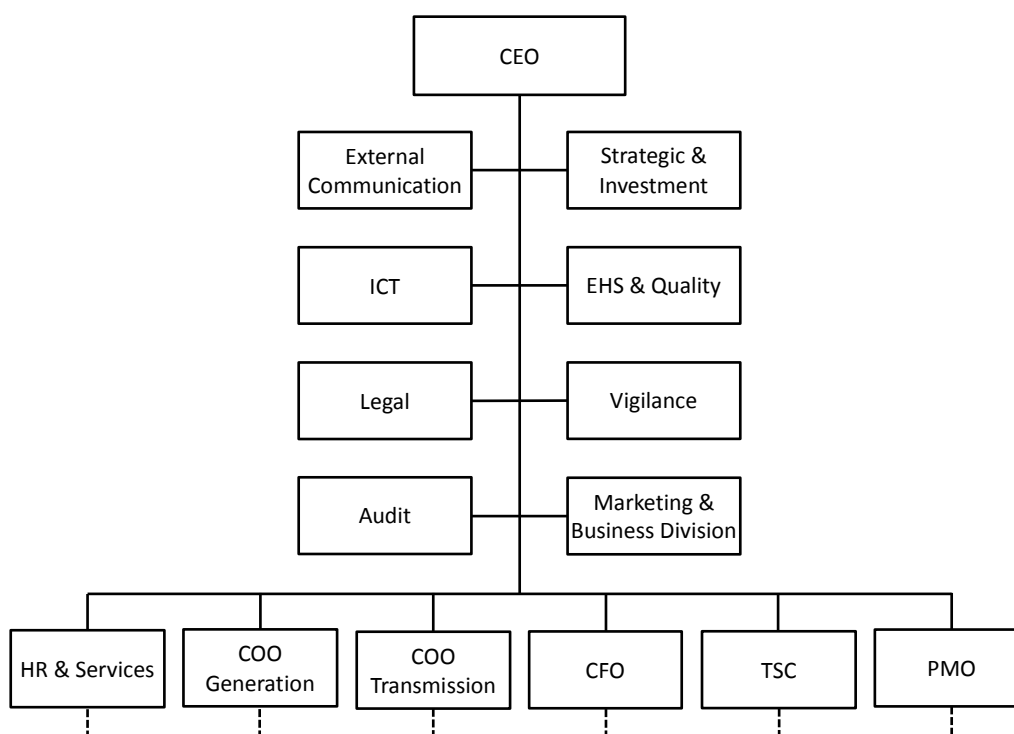 CEO
External
Communication
Strategic &
Investment
ICT
EHS & Quality
Legal
Vigilance
Audit
Marketing &
Business Division
HR & Services
COO
Generation
COO
Transmission
CFO
TSC
PMO